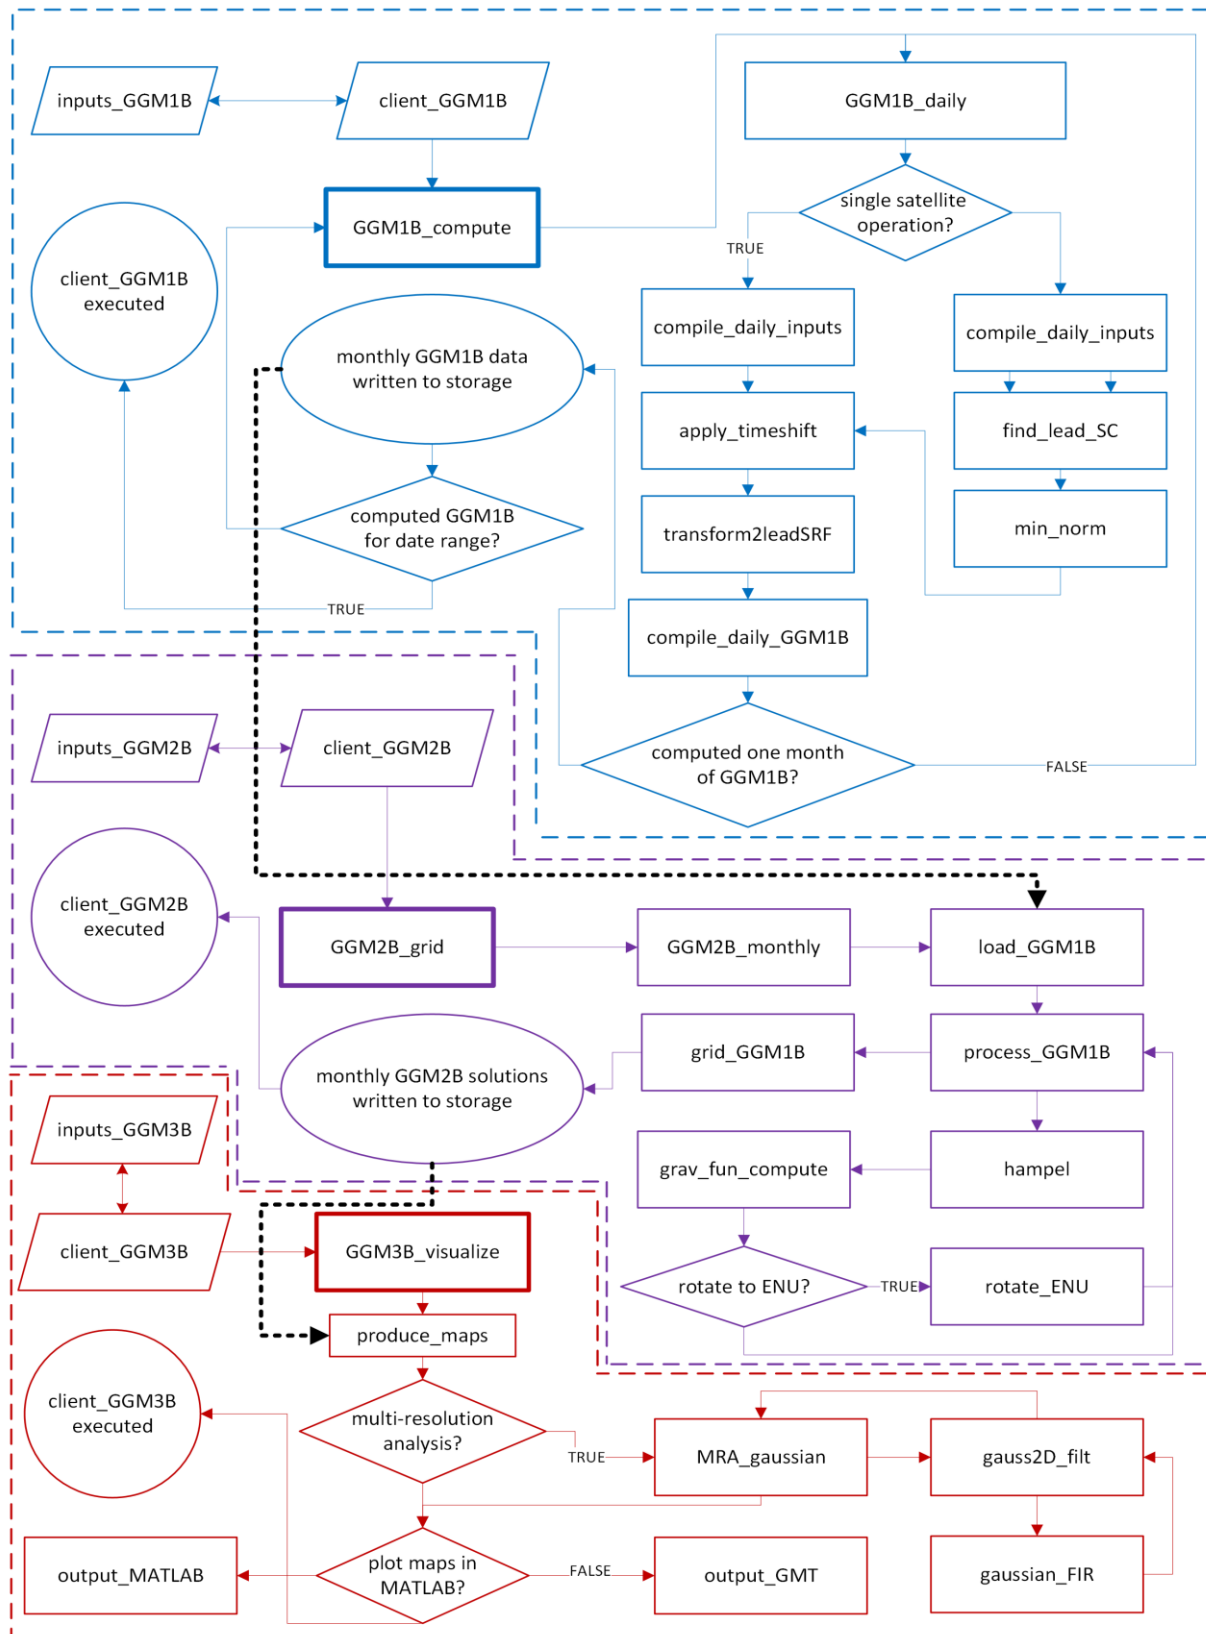 inputs_GGM1B
client_GGM1B
GGM1B_daily
single satellite
operation?
GGM1B_compute
TRUE
client_GGM1B
executed
compile_daily_inputs
compile_daily_inputs
monthly GGM1B data
written to storage
apply_timeshift
find_lead_SC
computed GGM1B
for date range?
transform2leadSRF
min_norm
TRUE
compile_daily_GGM1B
inputs_GGM2B
client_GGM2B
computed one month
of GGM1B?
FALSE
client_GGM2B
executed
GGM2B_grid
GGM2B_monthly
load_GGM1B
grid_GGM1B
process_GGM1B
monthly GGM2B solutions
written to storage
inputs_GGM3B
grav_fun_compute
hampel
client_GGM3B
GGM3B_visualize
rotate to ENU?
TRUE
rotate_ENU
produce_maps
client_GGM3B
executed
multi-resolution
analysis?
TRUE
MRA_gaussian
gauss2D_filt
output_MATLAB
plot maps in
MATLAB?
FALSE
output_GMT
gaussian_FIR